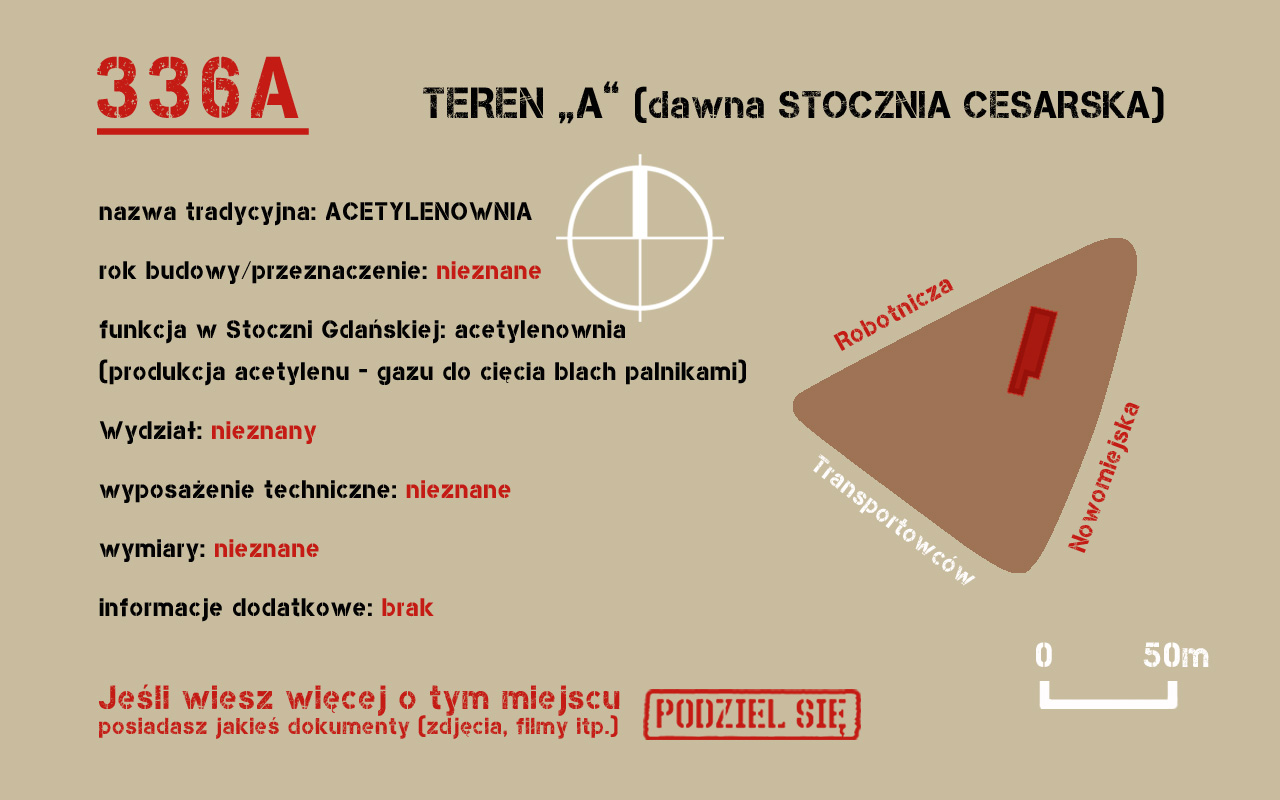 336A
TEREN „A“ (dawna STOCZNIA CESARSKA)
nazwa tradycyjna: ACETYLENOWNIA
rok budowy/przeznaczenie: nieznane
funkcja w Stoczni Gdańskiej: acetylenownia
(produkcja acetylenu - gazu do cięcia blach palnikami)
Wydział: nieznany
wyposażenie techniczne: nieznane
wymiary: nieznane
informacje dodatkowe: brak
Robotnicza
Nowomiejska
Transportowców
0 50m
Jeśli wiesz więcej o tym miejscu
posiadasz jakieś dokumenty (zdjęcia, filmy itp.)
PODZIEL SIĘ